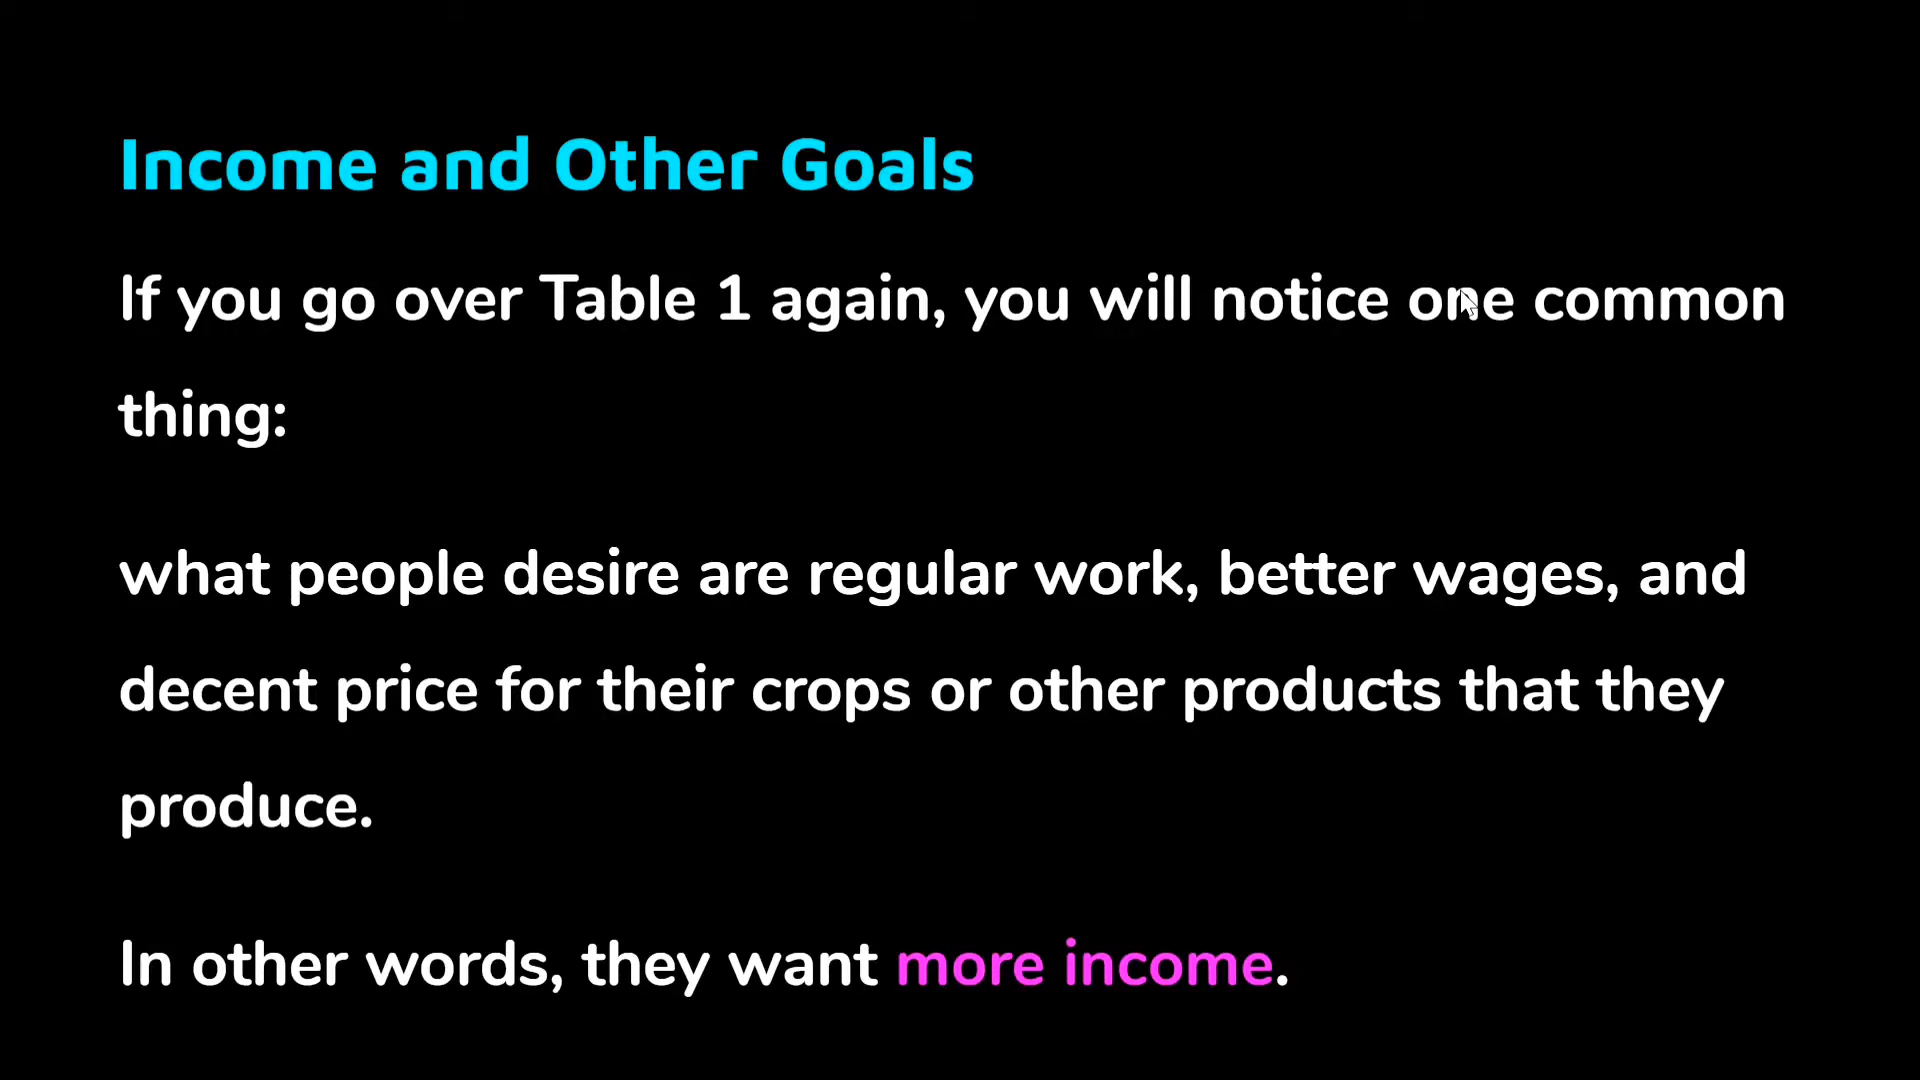 Income and Other Goals
If you go over Table 1 again, you will notice one common
thing:
what people desire are regular work, better wages, and
decent price for their crops or other products that they
produce.
In other words, they want more income.